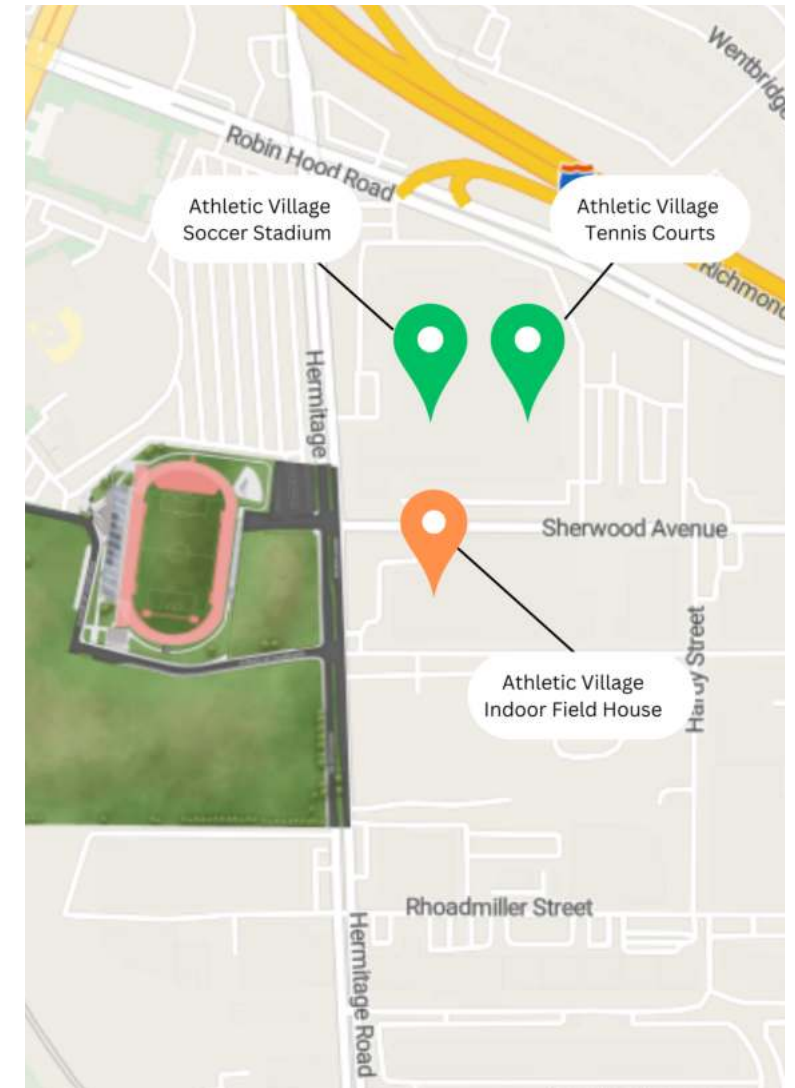 Wentbridge
Robin Hood Road
Athletic Village
Soccer Stadium
Athletic Village
Tennis Courts
Richmond
Hermitage
Sherwood Avenue
Athletic Village
Indoor Field House
Hardy Street
Rhoadmiller Street
Hermitage Road